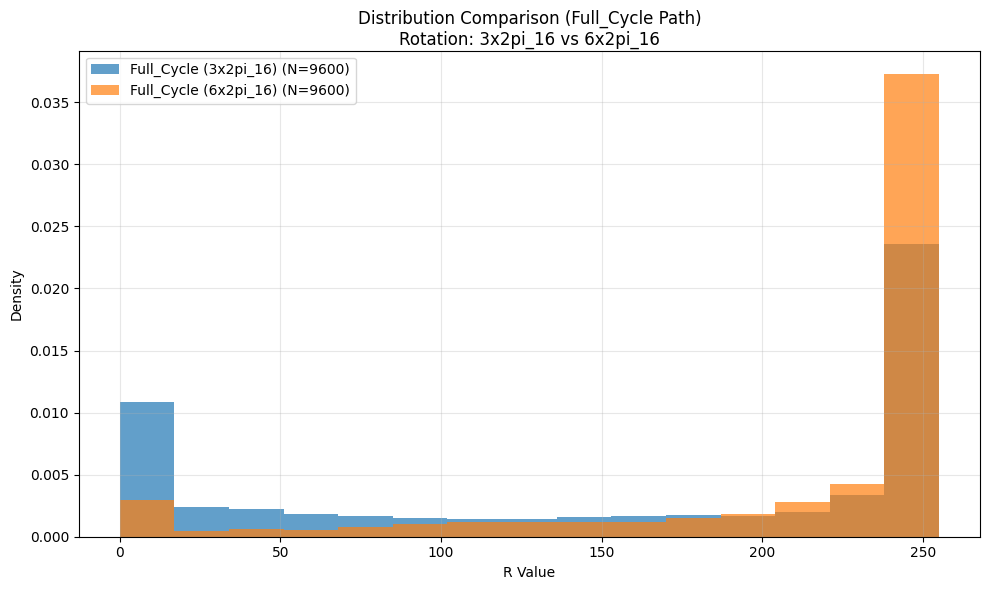 Distribution Comparison (Full_Cycle Path)
Rotation: 3x2pi_16 vs 6x2pi_16
Full_Cycle (3x2pi_16) (N=9600)
Full_Cycle (6x2pi_16) (N=9600)
Density
0.035
0.030
0.025
0.020
0.015
0.010
0.005
0.000
0 50 100 150 200 250
R Value